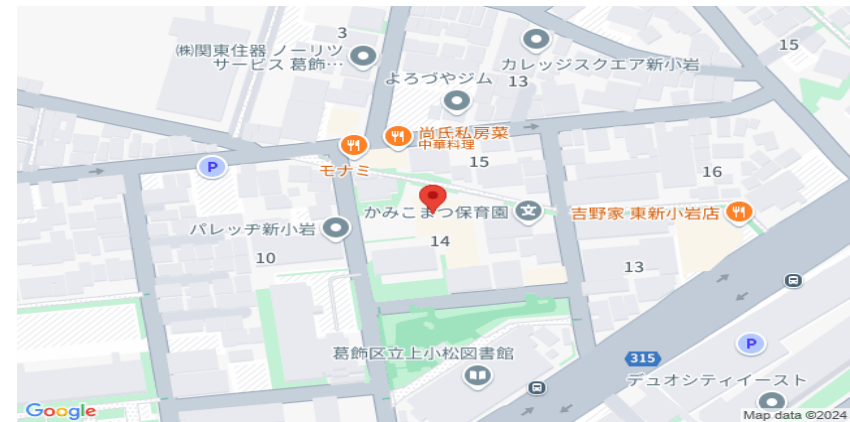 3
15
㈱関東住器 ノーリツ
サービス 葛飾…
カレッジスクエア新小岩
よろづやジム
13
尚氏私房菜
中華料理
モナミ
P
15
16
かみこまつ保育園
吉野家 東新小岩店
パレッヂ新小岩
14
10
13
315
P
葛飾区立上小松図書館
デュオシティイースト
Google
Map data ©2024